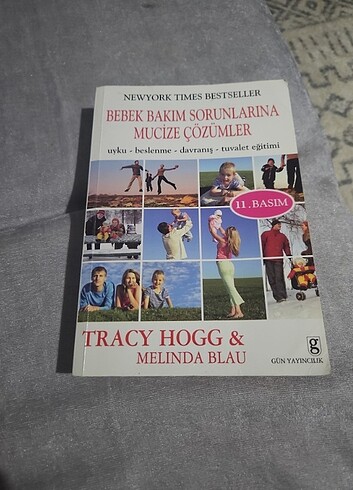 NEWYORK TIMES BESTSELLER
BEBEK BAKIM SORUNLARINA
MUCİZE ÇÖZÜMLER
uyku - beslenme - davranış - tuvalet eğitimi
11. BASIM
TRACY HOGG &
MELINDA BLAU
g
GÜN YAYINCILIK